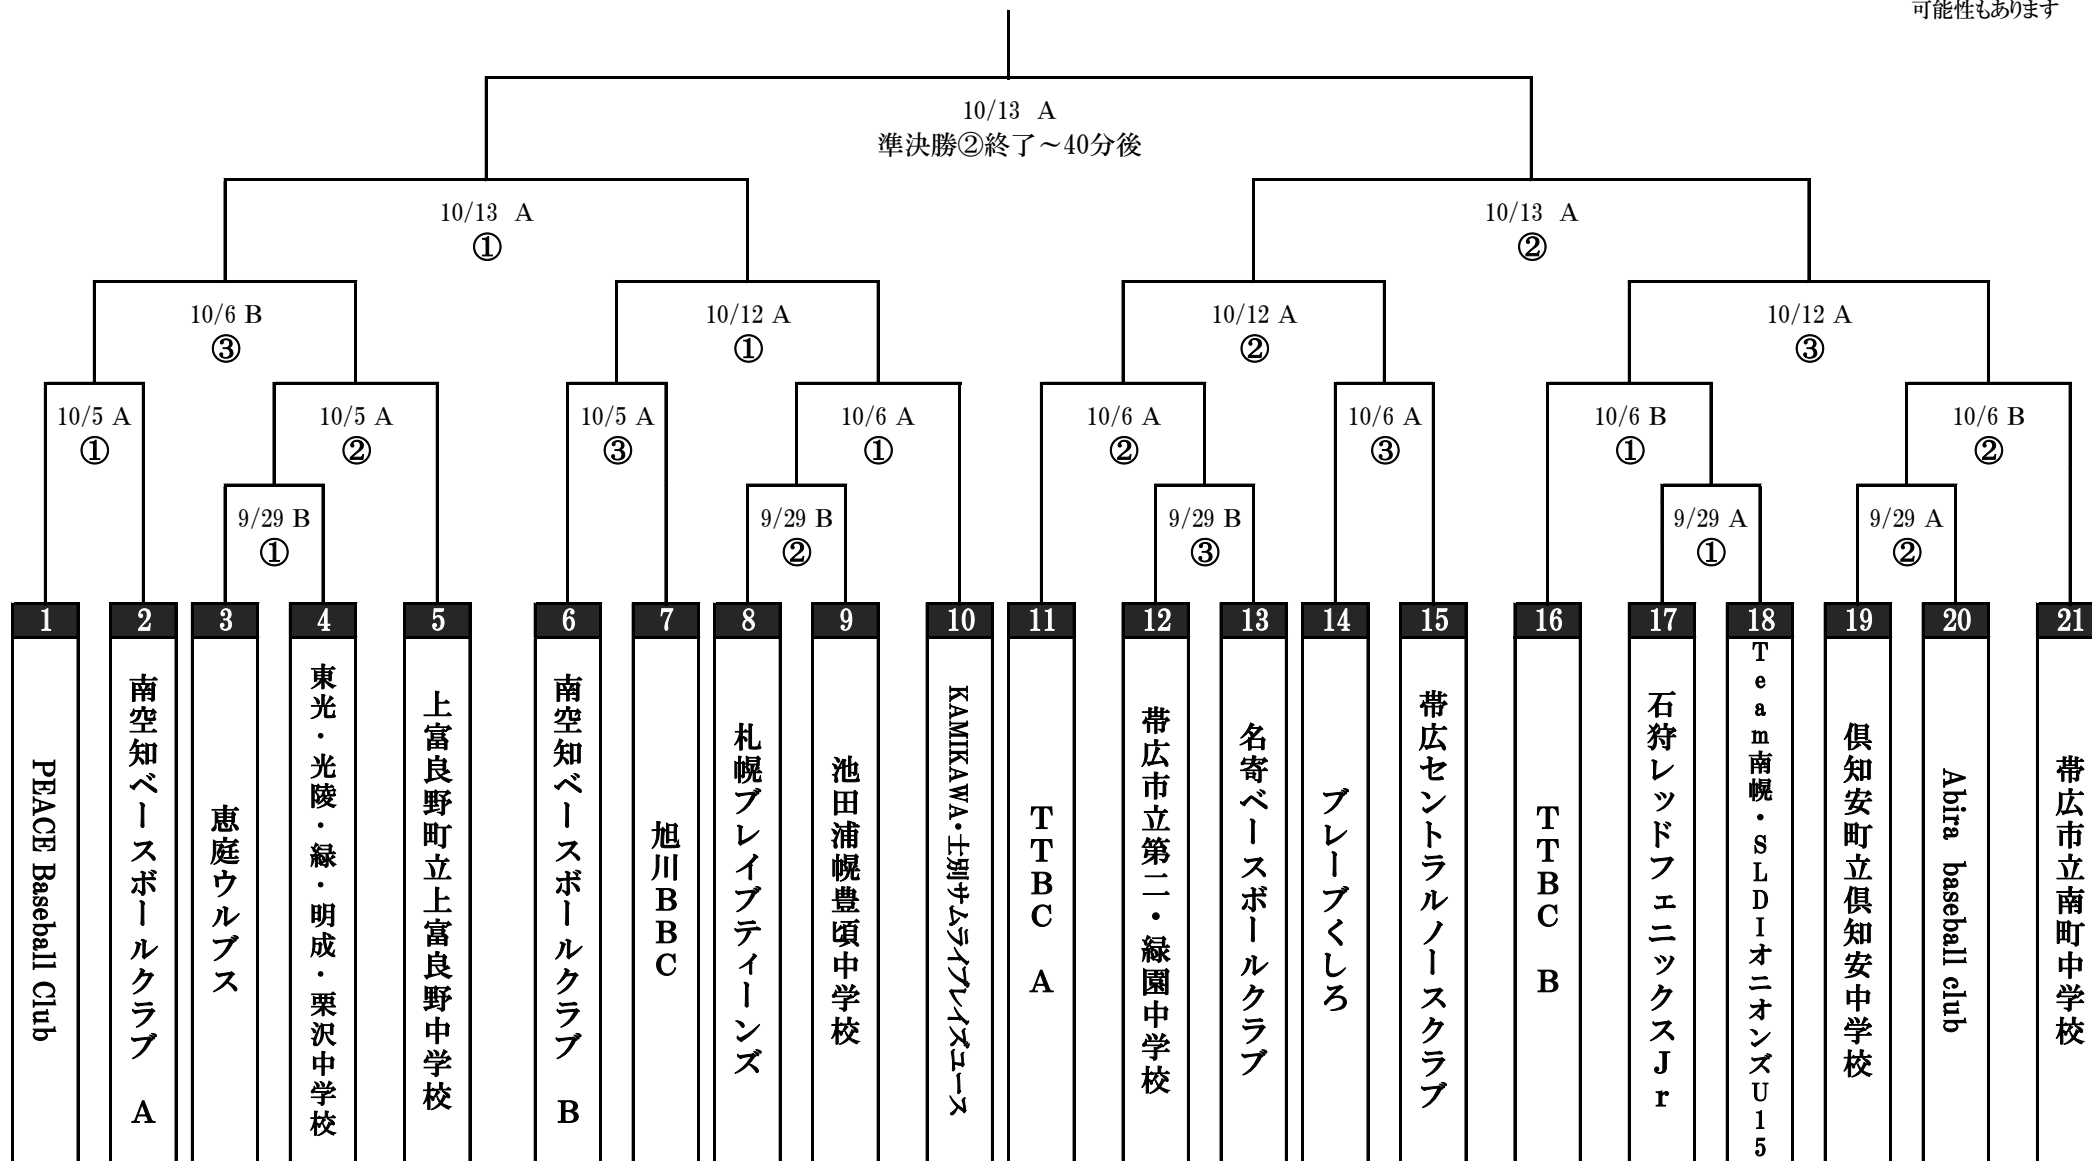 可能性もあります
10/13 A
準決勝②終了～40分後
10/13 A
①
10/13 A
②
10/6 B
③
10/12 A
①
10/12 A
②
10/12 A
③
10/5 A
①
10/5 A
②
10/5 A
③
10/6 A
①
10/6 A
②
10/6 A
③
10/6 B
①
10/6 B
②
9/29 B
①
9/29 B
②
9/29 B
③
9/29 A
①
9/29 A
②
1
PEACE Baseball Club
2
南空知ベースボールクラブ A
3
恵庭ウルブス
4
東光・光陵・緑・明成・栗沢中学校
5
上富良野町立上富良野中学校
6
南空知ベースボールクラブ B
7
旭川BBC
8
札幌ブレイブティーンズ
9
池田浦幌豊頃中学校
10
KAMIKAWA・士別サムライブレイズユース
11
TTBC A
12
帯広市立第二・緑園中学校
13
名寄ベースボールクラブ
14
ブレーブくしろ
15
帯広セントラルノースクラブ
16
TTBC B
17
石狩レッドフェニックスJr
18
Team南幌・SLDIオニオンズU15
19
倶知安町立倶知安中学校
20
Abira baseball club
21
帯広市立南町中学校